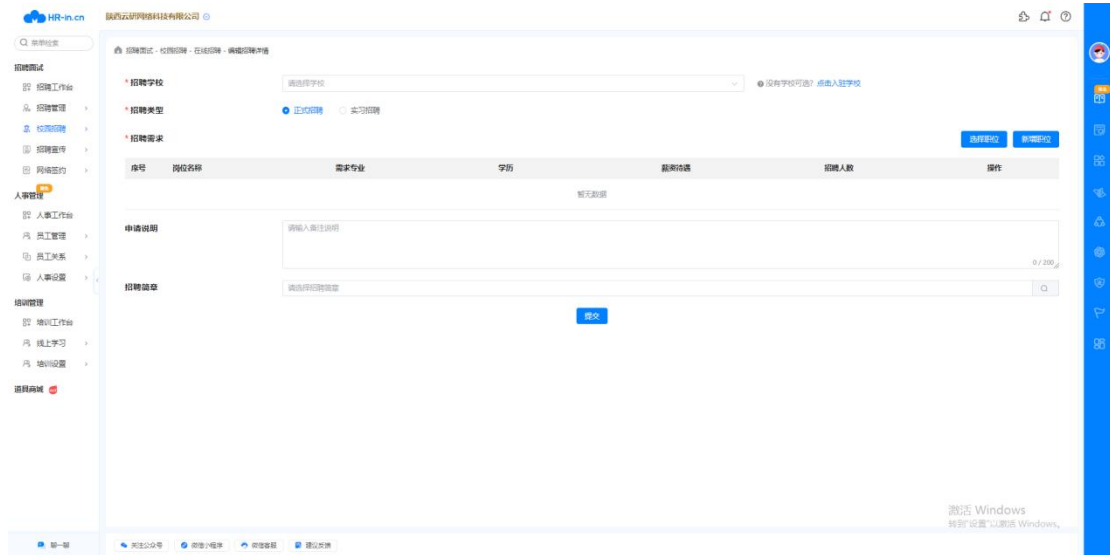 HR-in.cn
陕西云研网络科技有限公司
菜单检索
招聘面试 - 校园招聘 - 在线招聘 - 编辑招聘详情
招聘面试
招聘工作台
招聘管理
校园招聘
招聘宣传
网络签约
人事管理
人事工作台
员工管理
员工关系
人事设置
培训管理
培训工作台
线上学习
培训设置
道具商城
*招聘学校
请选择学校
没有学校可选? 点击入驻学校
*招聘类型
正式招聘 实习招聘
*招聘需求
选择职位 新增职位
序号 岗位名称 需求专业 学历 薪资待遇 招聘人数 操作
暂无数据
申请说明
请输入备注说明
0 / 200
招聘简章
请选择招聘简章
提交
激活 Windows
转到"设置"以激活 Windows。
聊一聊
关注公众号 微信小程序 微信客服 建议反馈